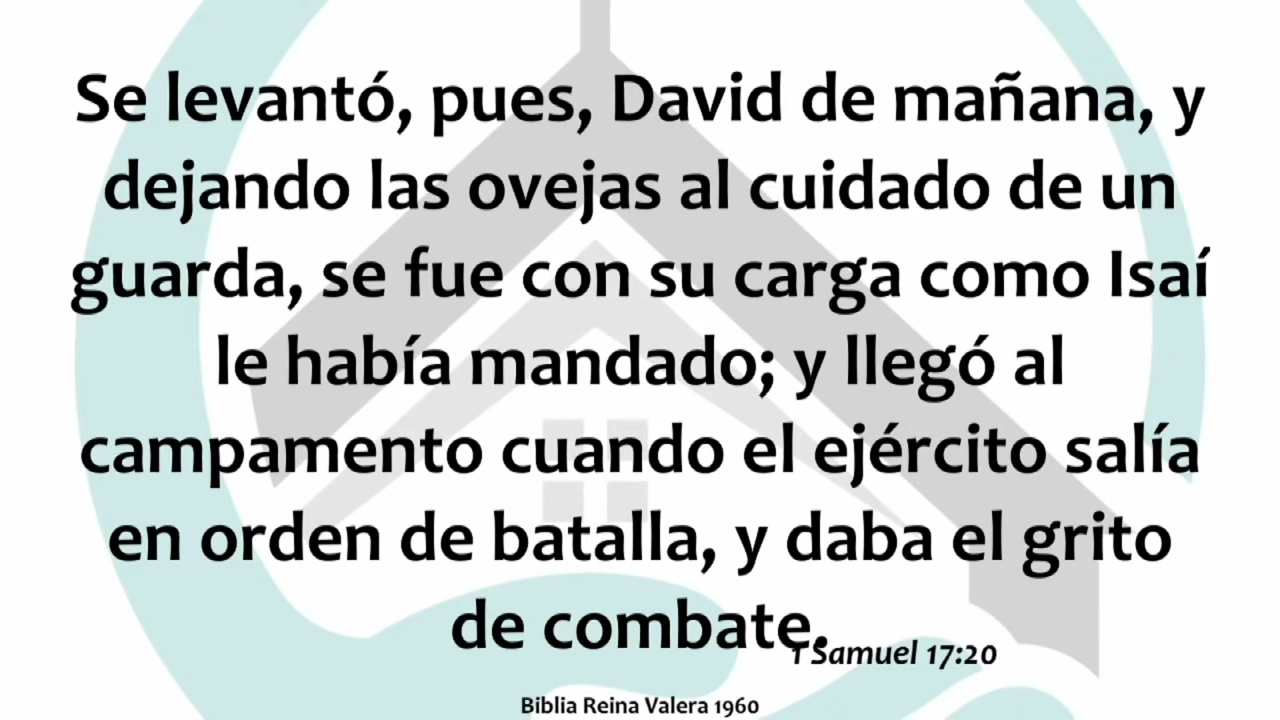 Se levantó, pues, David de mañana, y
dejando las ovejas al cuidado de un
guarda, se fue con su carga como Isaí
le había mandado; y llegó al
campamento cuando el ejército salía
en orden de batalla, y daba el grito
de combate.
1 Samuel 17:20
Biblia Reina Valera 1960